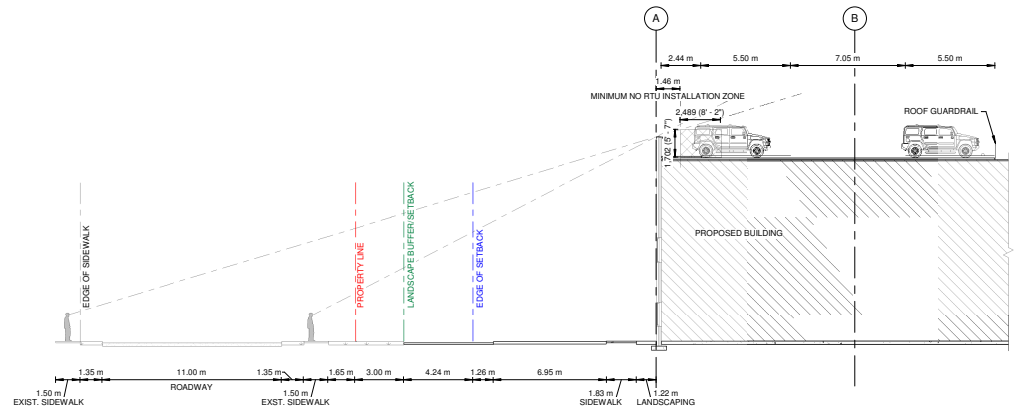 A
B
2.44 m
5.50 m
7.05 m
5.50 m
1.46 m
MINIMUM NO RTU INSTALLATION ZONE
2,489 (8' - 2")
1,702 (5' - 7")
ROOF GUARDRAIL
PROPOSED BUILDING
EDGE OF SIDEWALK
PROPERTY LINE
LANDSCAPE BUFFER/SETBACK
EDGE OF SETBACK
1.35 m
11.00 m
1.35 m
1.65 m
3.00 m
4.24 m
1.26 m
6.95 m
ROADWAY
1.50 m
EXIST. SIDEWALK
1.50 m
EXST. SIDEWALK
1.83 m
SIDEWALK
1.22 m
LANDSCAPING